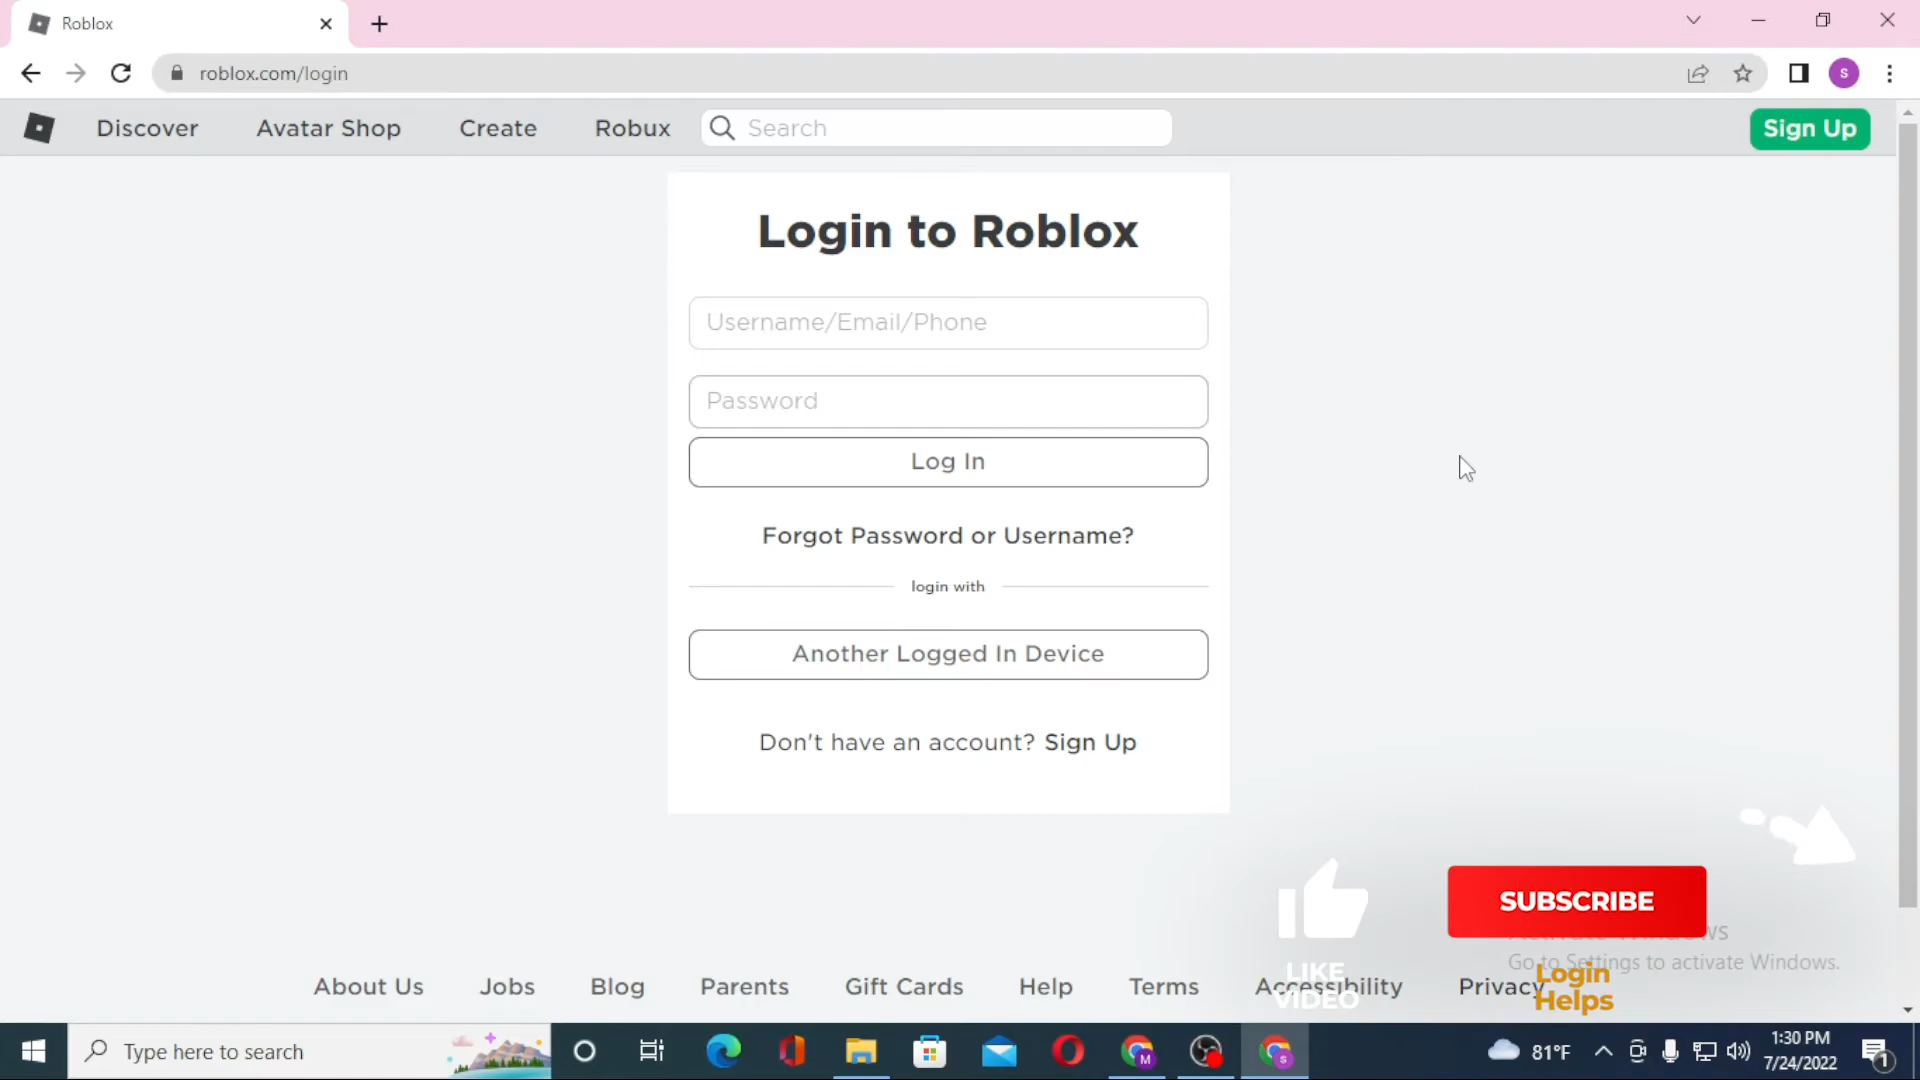 Roblox
roblox.com/login
S
Discover
Avatar Shop
Create
Robux
Search
Sign Up
Login to Roblox
Username/Email/Phone
Password
Log In
Forgot Password or Username?
login with
Another Logged In Device
Don't have an account? Sign Up
SUBSCRIBE
Go to Settings to activate Windows.
LIKE
VIDEO
Login
Helps
About Us
Jobs
Blog
Parents
Gift Cards
Help
Terms
Accessibility
Privacy
Type here to search
M
S
81°F
1:30 PM
7/24/2022
1